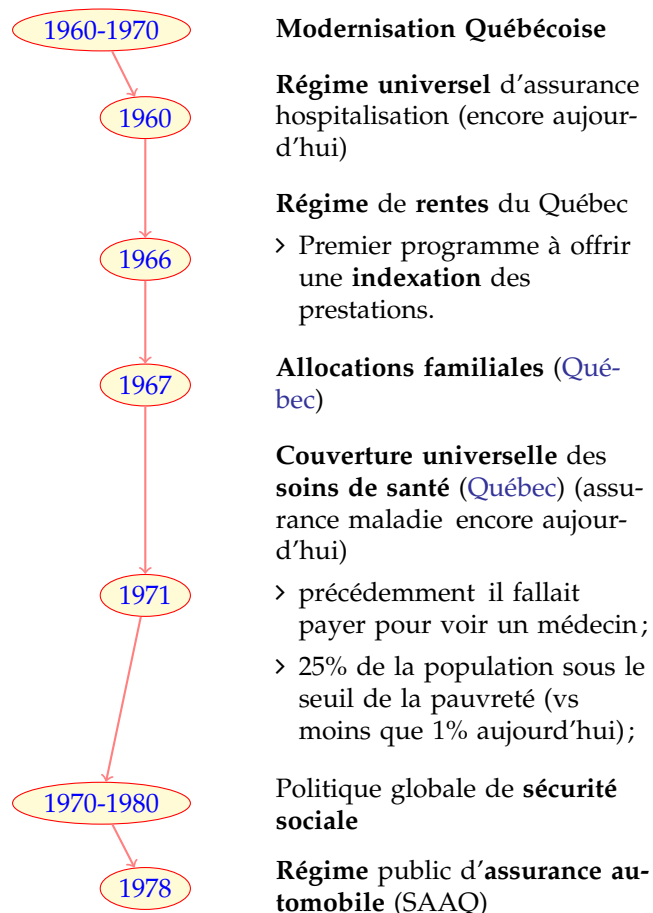 1960-1970 Modernisation Québécoise
Régime universel d'assurance
1960 hospitalisation (encore aujour-
d'hui)
Régime de rentes du Québec
1966 > Premier programme à offrir
une indexation des
prestations.
1967 Allocations familiales (Qué-
bec)
Couverture universelle des
soins de santé (Québec) (assu-
rance maladie encore aujour-
d'hui)
1971 > précédemment il fallait
payer pour voir un médecin ;
> 25% de la population sous le
seuil de la pauvreté (vs
moins que 1% aujourd'hui) ;
1970-1980 Politique globale de sécurité
sociale
1978 Régime public d'assurance au-
tomobile (SAAQ)